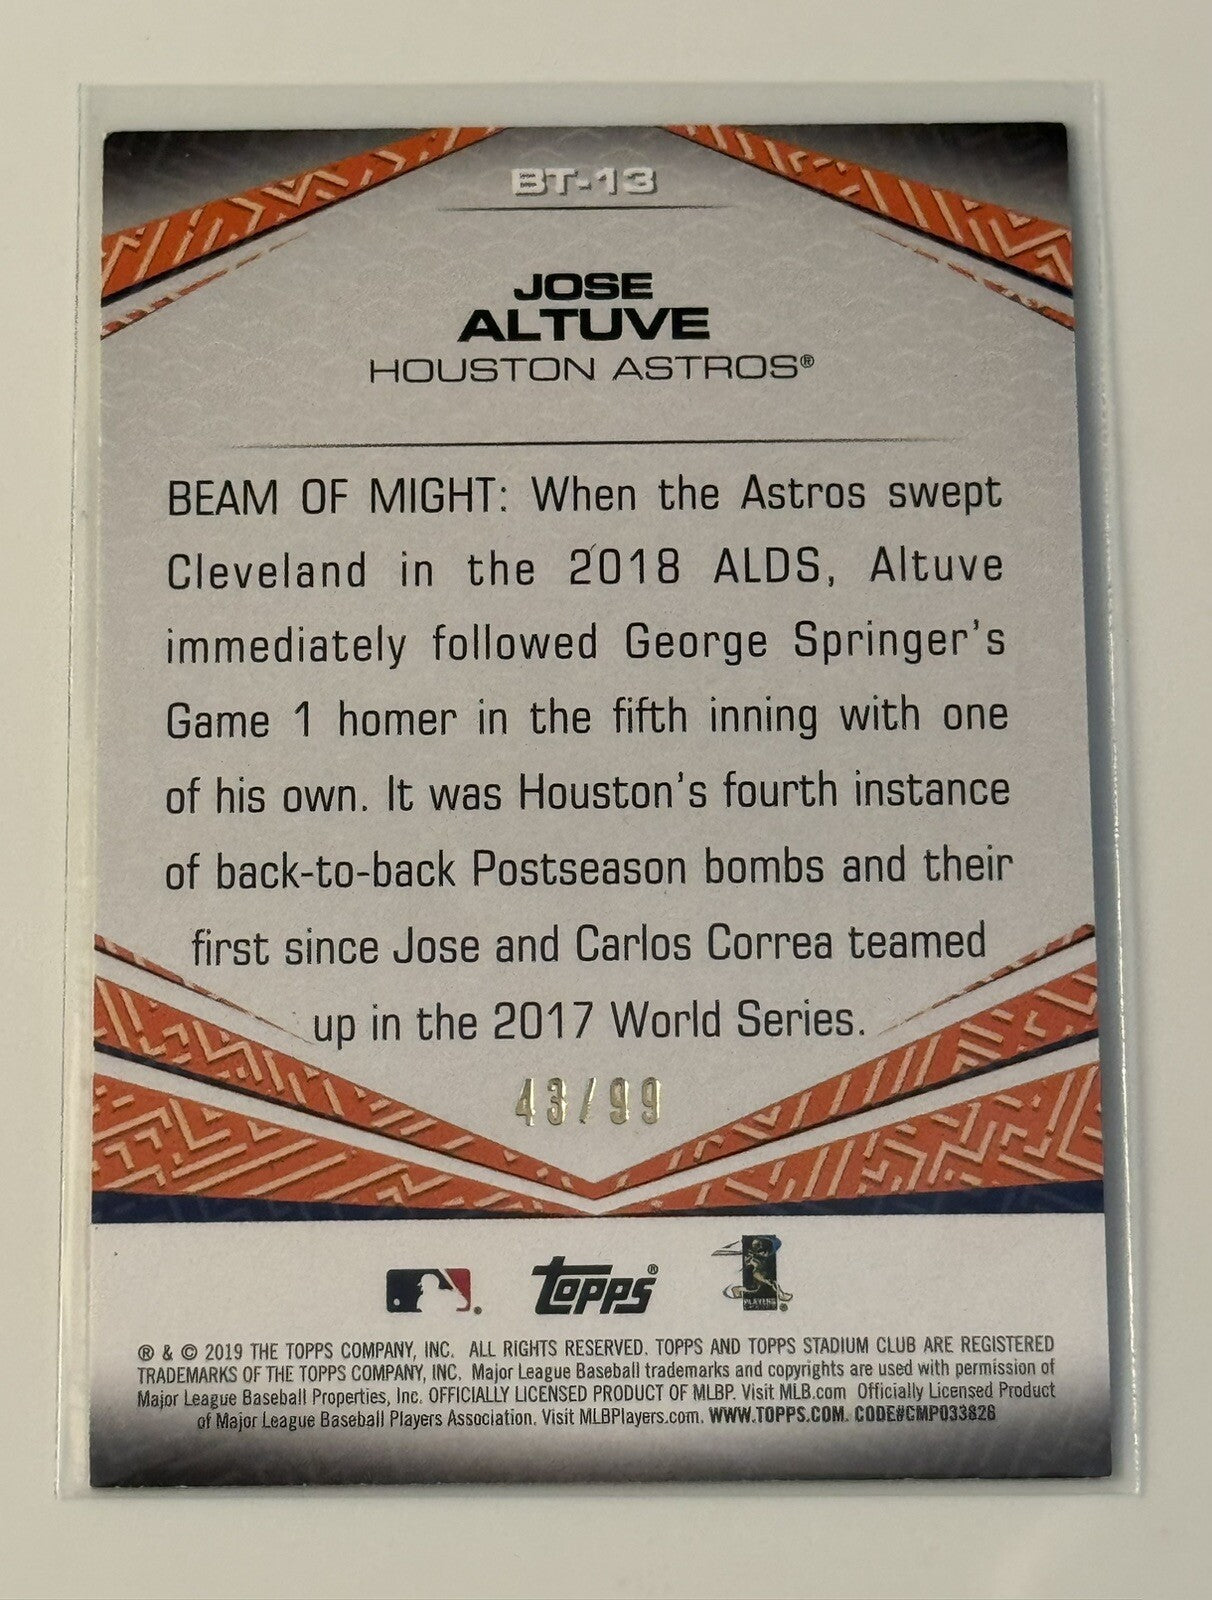 BT-13
JOSE
ALTUVE
HOUSTON ASTROS®
BEAM OF MIGHT: When the Astros swept
Cleveland in the 2018 ALDS, Altuve
immediately followed George Springer's
Game 1 homer in the fifth inning with one
of his own. It was Houston's fourth instance
of back-to-back Postseason bombs and their
first since Jose and Carlos Correa teamed
up in the 2017 World Series.
43/99
topps®
PLAYERS
® & © 2019 THE TOPPS COMPANY, INC. ALL RIGHTS RESERVED. TOPPS AND TOPPS STADIUM CLUB ARE REGISTERED
TRADEMARKS OF THE TOPPS COMPANY, INC. Major League Baseball trademarks and copyrights are used with permission of
Major League Baseball Properties, Inc. OFFICIALLY LICENSED PRODUCT OF MLBP. Visit MLB.com Officially Licensed Product
of Major League Baseball Players Association. Visit MLBPlayers.com. WWW.TOPPS.COM. CODE#CMP033826